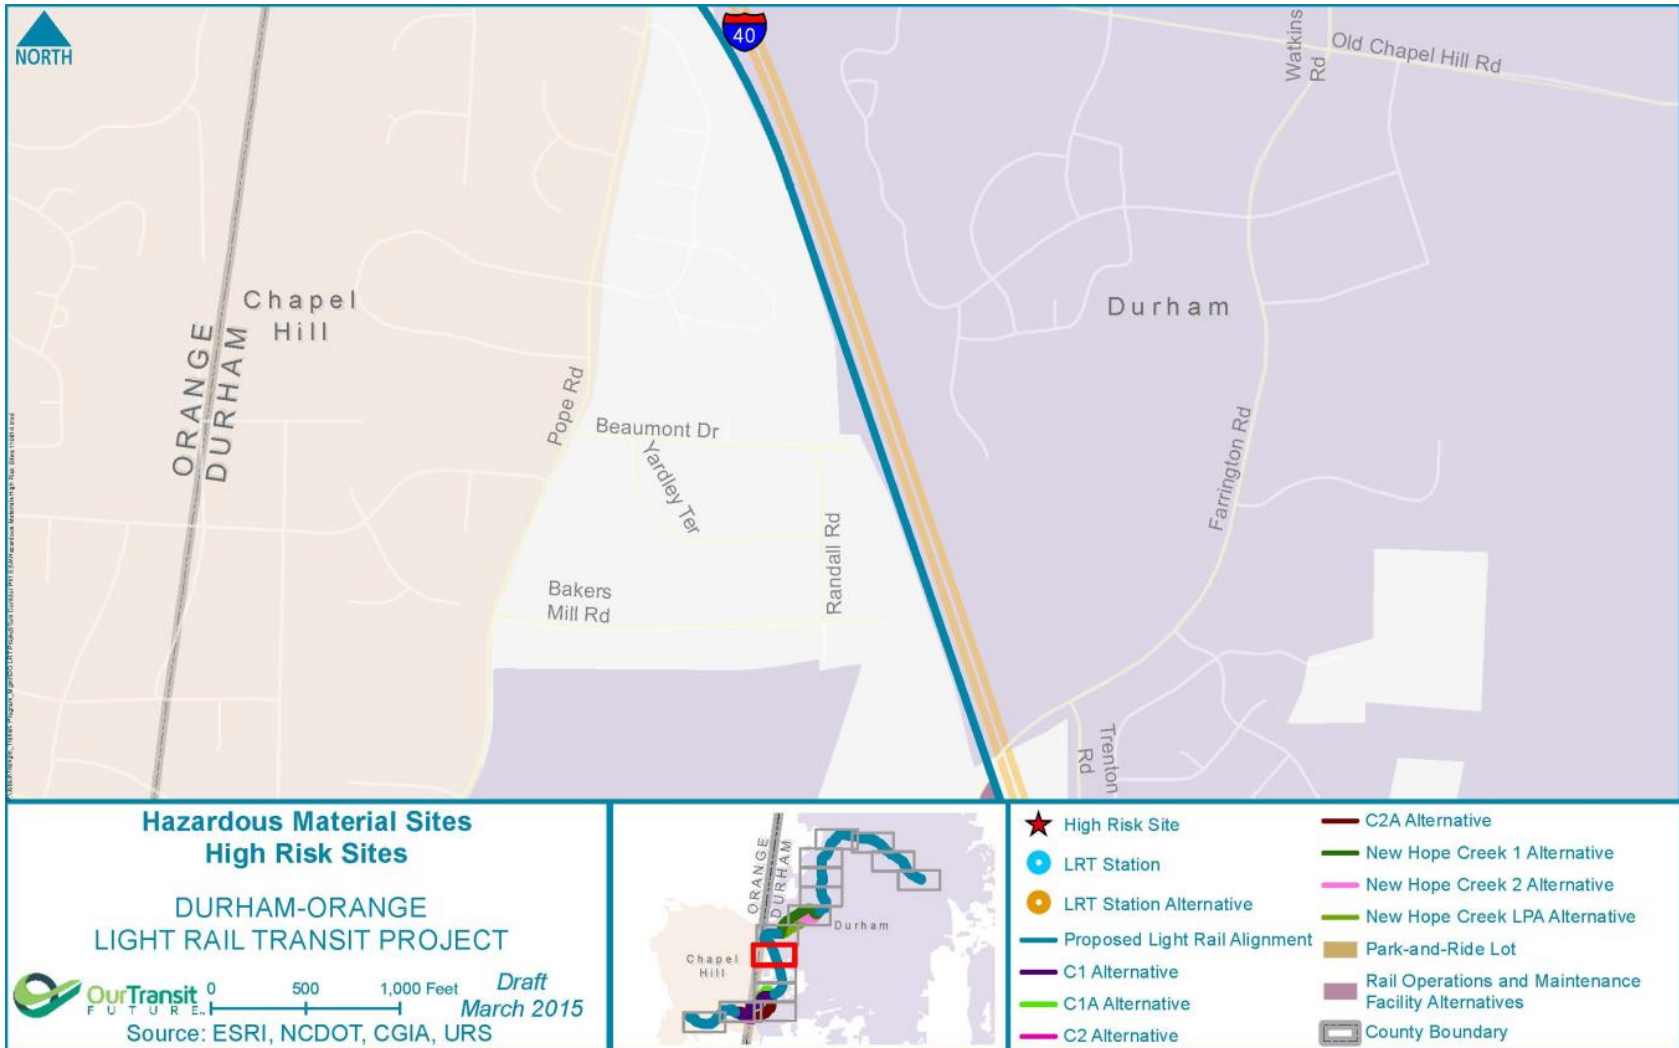 NORTH
40
Watkins
Rd
Old Chapel Hill Rd
Chapel
Hill
ORANGE
DURHAM
Durham
Pope Rd
Beaumont Dr
Yardley Ter
Farrington Rd
Randall Rd
Bakers
Mill Rd
Trenton
Rd
Hazardous Material Sites
High Risk Sites
DURHAM-ORANGE
LIGHT RAIL TRANSIT PROJECT
OurTransit
FUTURE
0 500 1,000 Feet
Draft
March 2015
Source: ESRI, NCDOT, CGIA, URS
ORANGE
DURHAM
Durham
Chapel
Hill
High Risk Site
LRT Station
LRT Station Alternative
Proposed Light Rail Alignment
C1 Alternative
C1A Alternative
C2 Alternative
C2A Alternative
New Hope Creek 1 Alternative
New Hope Creek 2 Alternative
New Hope Creek LPA Alternative
Park-and-Ride Lot
Rail Operations and Maintenance
Facility Alternatives
County Boundary